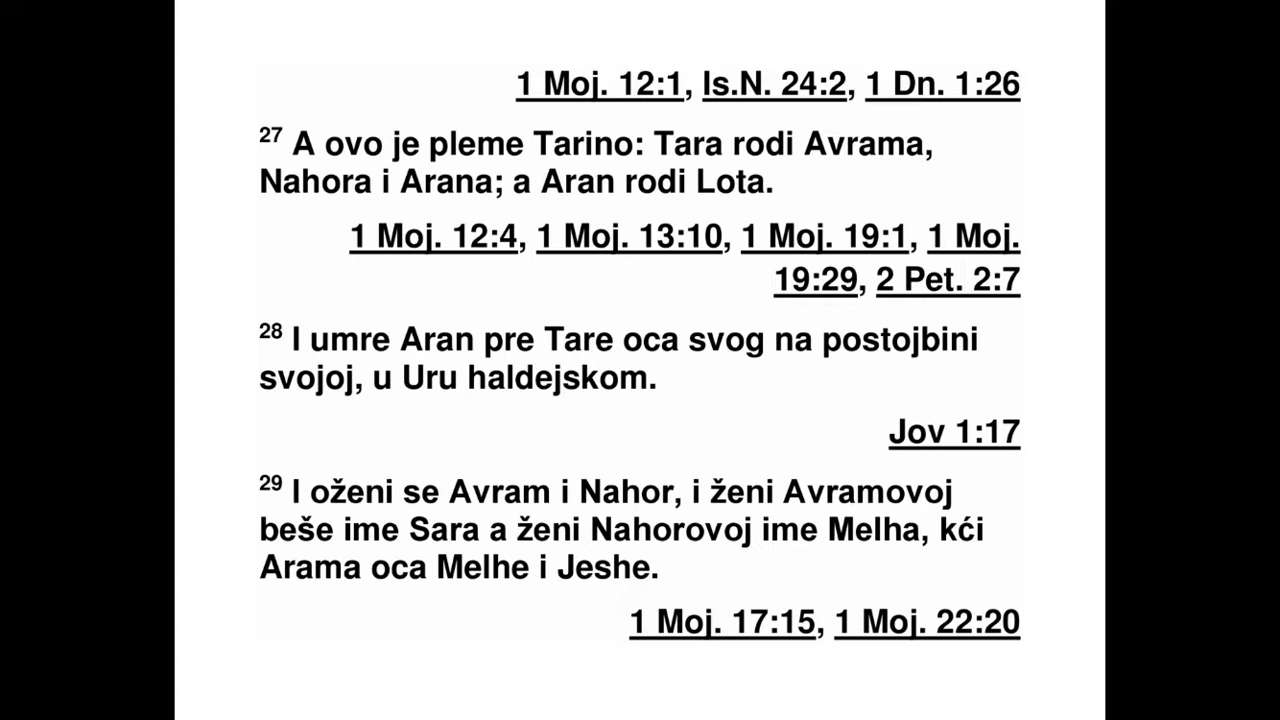 1 Moj. 12:1, Is.N. 24:2, 1 Dn. 1:26
27 A ovo je pleme Tarino: Tara rodi Avrama,
Nahora i Arana; a Aran rodi Lota.
1 Moj. 12:4, 1 Moj. 13:10, 1 Moj. 19:1, 1 Moj.
19:29, 2 Pet. 2:7
28 I umre Aran pre Tare oca svog na postojbini
svojoj, u Uru haldejskom.
Jov 1:17
29 I oženi se Avram i Nahor, i ženi Avramovoj
beše ime Sara a ženi Nahorovoj ime Melha, kći
Arama oca Melhe i Jeshe.
1 Moj. 17:15, 1 Moj. 22:20